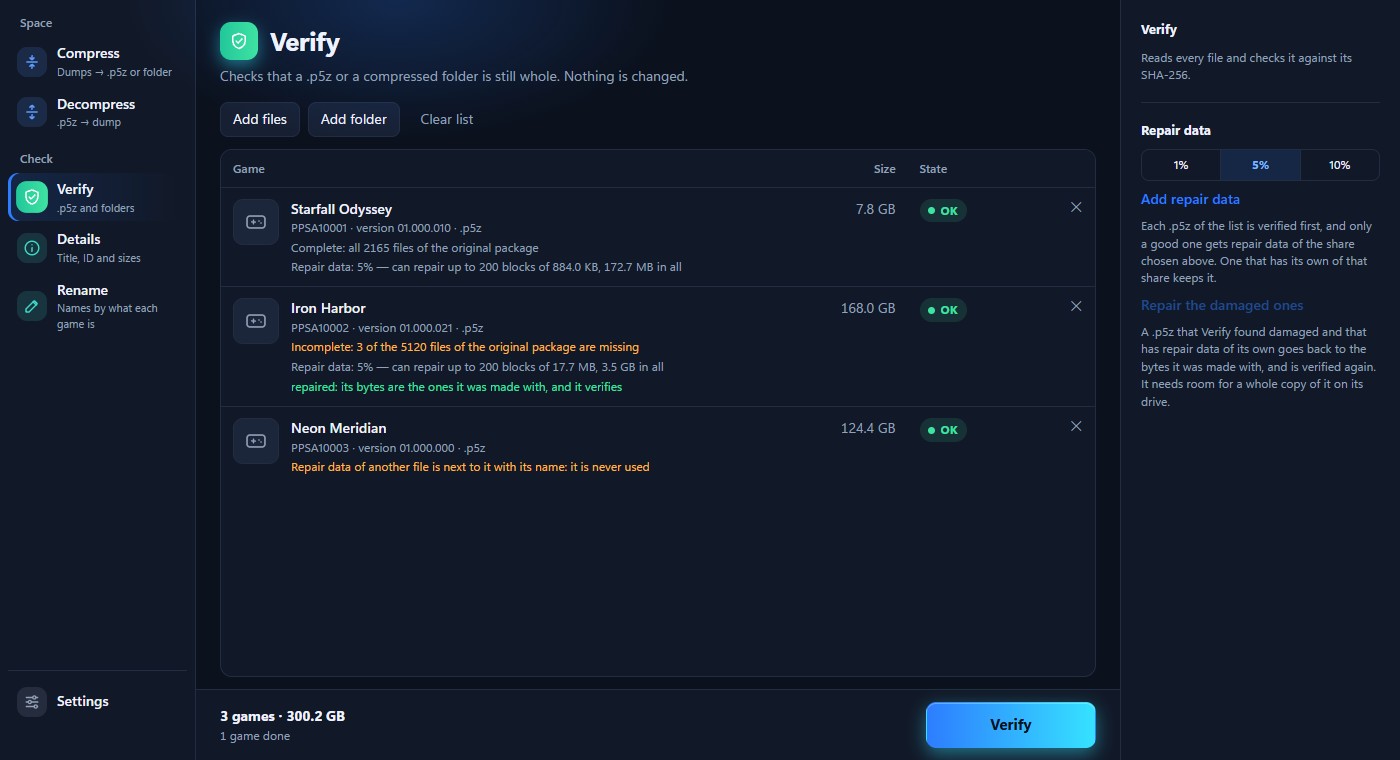 Space
Compress
Dumps → .p5z or folder
Decompress
.p5z → dump
Check
Verify
.p5z and folders
Details
Title, ID and sizes
Rename
Names by what each
game is
Settings
Verify
Checks that a .p5z or a compressed folder is still whole. Nothing is changed.
Add files
Add folder
Clear list
Game
Size
State
Starfall Odyssey
7.8 GB
OK
PPSA10001 · version 01.000.010 · .p5z
Complete: all 2165 files of the original package
Repair data: 5% — can repair up to 200 blocks of 884.0 KB, 172.7 MB in all
Iron Harbor
168.0 GB
OK
PPSA10002 · version 01.000.021 · .p5z
Incomplete: 3 of the 5120 files of the original package are missing
Repair data: 5% — can repair up to 200 blocks of 17.7 MB, 3.5 GB in all
repaired: its bytes are the ones it was made with, and it verifies
Neon Meridian
124.4 GB
OK
PPSA10003 · version 01.000.000 · .p5z
Repair data of another file is next to it with its name: it is never used
3 games · 300.2 GB
1 game done
Verify
Verify
Reads every file and checks it against its
SHA-256.
Repair data
1%
5%
10%
Add repair data
Each .p5z of the list is verified first, and only
a good one gets repair data of the share
chosen above. One that has its own of that
share keeps it.
Repair the damaged ones
A .p5z that Verify found damaged and that
has repair data of its own goes back to the
bytes it was made with, and is verified again.
It needs room for a whole copy of it on its
drive.